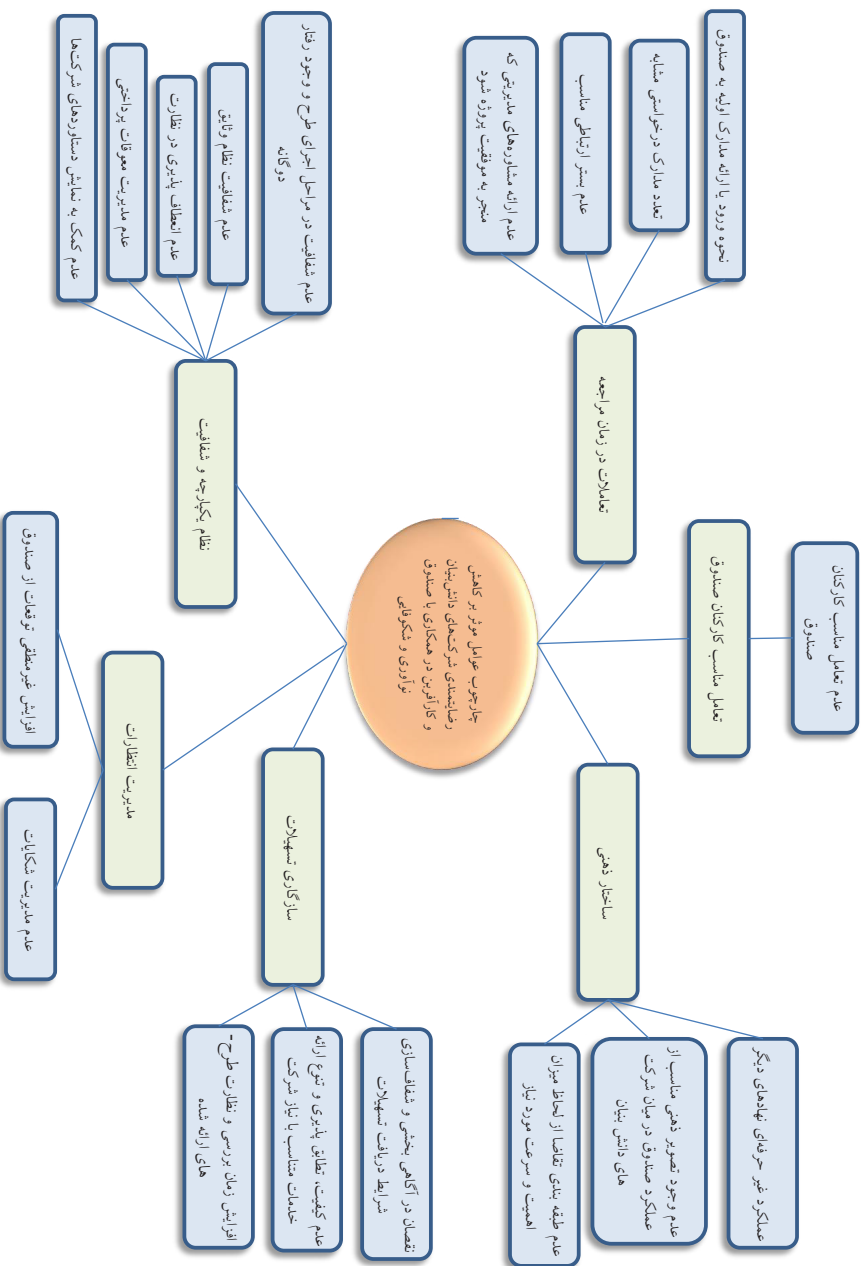 عدم تعامل مناسب کارکنان
صندوق
تعامل مناسب کارکنان صندوق
نحوه ورود یا ارائه مدارک اولیه به صندوق
تعدد مدارک درخواستی مشابه
عدم بستر ارتباطی مناسب
عدم ارائه مشاوره‌های مدیریتی که
منجر به موفقیت پروژه شود
تعاملات در زمان مراجعه
عملکرد غیر حرفه‌ای نهادهای دیگر
عدم وجود تصویر ذهنی مناسب از
عملکرد صندوق در میان شرکت
های دانش بنیان
عدم طبقه بندی تقاضا از لحاظ میزان
اهمیت و سرعت مورد نیاز
ساختار ذهنی
چارچوب عوامل موثر بر کاهش
رضایتمندی شرکت‌های دانش‌بنیان
و کارآفرین در همکاری با صندوق
نوآوری و شکوفایی
عدم شفافیت در مراحل اجرای طرح و وجود رفتار
دوگانه
عدم شفافیت نظام وثایق
عدم انعطاف پذیری در نظارت
عدم مدیریت معوقات پرداختی
عدم کمک به نمایش دستاوردهای شرکت‌ها
نظام یکپارچه و شفافیت
نقصان در آگاهی بخشی و شفاف‌سازی
شرایط دریافت تسهیلات
عدم کیفیت، تطابق پذیری و تنوع ارائه
خدمات متناسب با نیاز شرکت
افزایش زمان بررسی و نظارت طرح-
های ارائه شده
سازگاری تسهیلات
مدیریت انتظارات
افزایش غیرمنطقی توقعات از صندوق
عدم مدیریت شکایات